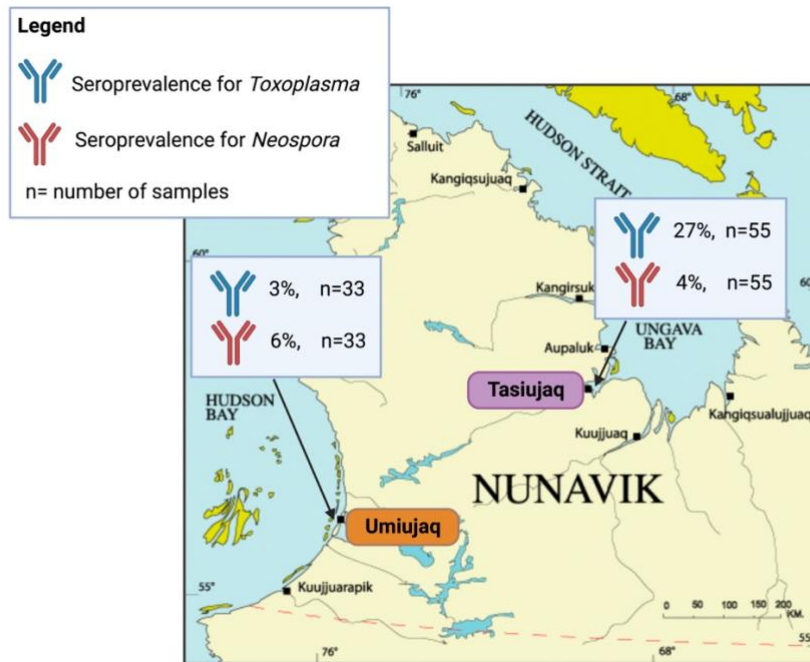 Legend
Seroprevalence for Toxoplasma
Seroprevalence for Neospora
n= number of samples
76°
68°
Salluit
HUDSON STRAIT
Kangiqsujuaq
60°
27%, n=55
4%, n=55
60
3%, n=33
6%, n=33
Kangirsuk
UNGAVA
BAY
Aupaluk
Tasiujaq
HUDSON
BAY
Kangiqsualujjuaq
Kuujjuaq
NUNAVIK
Umiujaq
55°
Kuujjuarapik
0 50 100 150 200
KM.
76°
68°
55